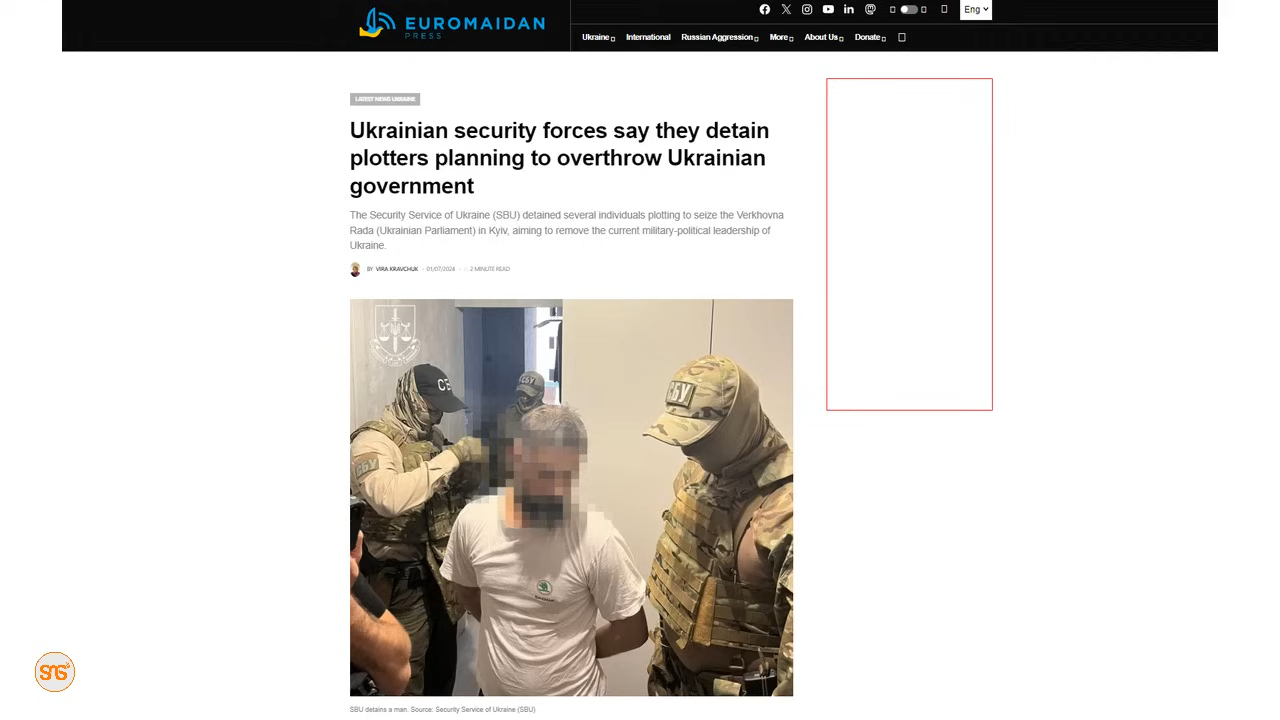 EUROMAIDAN
PRESS
Eng
Ukraine
International
Russian Aggression
More
About Us
Donate
LATEST NEWS UKRAINE
Ukrainian security forces say they detain
plotters planning to overthrow Ukrainian
government
The Security Service of Ukraine (SBU) detained several individuals plotting to seize the Verkhovna
Rada (Ukrainian Parliament) in Kyiv, aiming to remove the current military-political leadership of
Ukraine.
BY VIRA KRAVCHUK · 01/07/2024 · 2 MINUTE READ
СБУ
СБУ
СБУ
SBU detains a man. Source: Security Service of Ukraine (SBU)